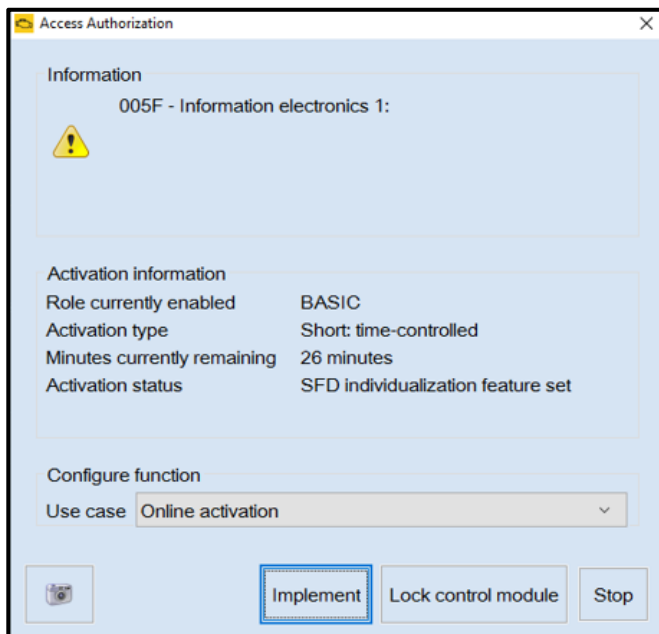 Access Authorization
Information
005F - Information electronics 1:
Activation information
Role currently enabled BASIC
Activation type Short: time-controlled
Minutes currently remaining 26 minutes
Activation status SFD individualization feature set
Configure function
Use case Online activation
Implement Lock control module Stop